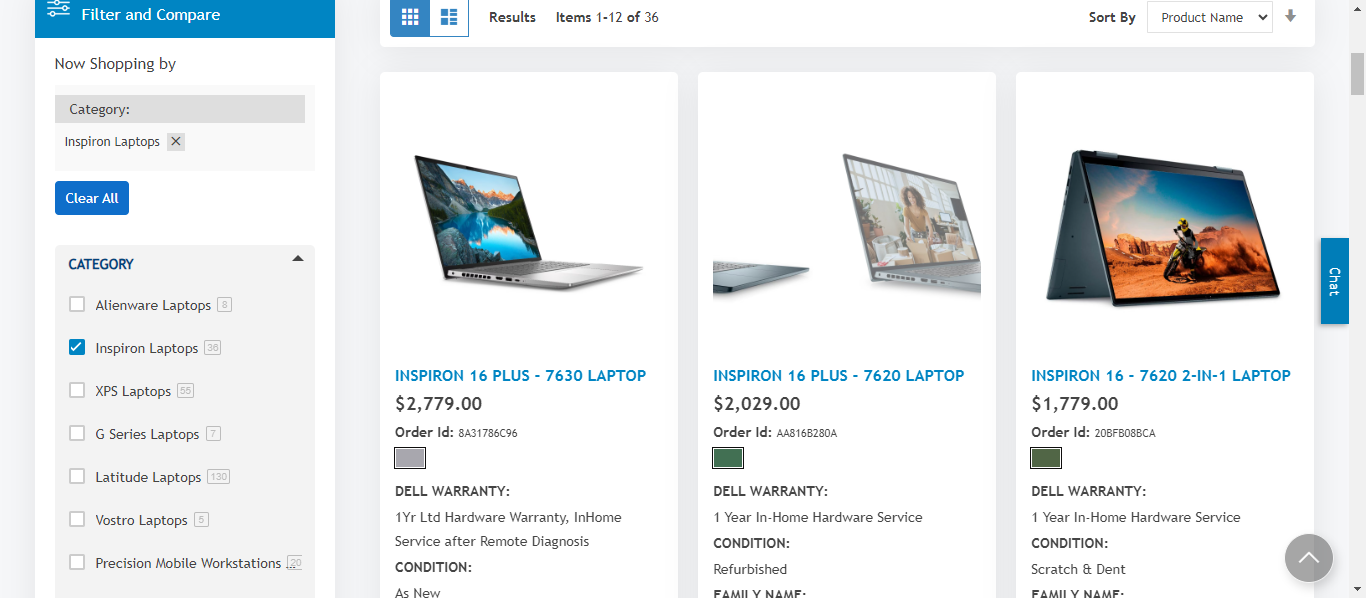 Filter and Compare
Now Shopping by
Category:
Inspiron Laptops
Clear All
CATEGORY
Alienware Laptops 8
Inspiron Laptops 36
XPS Laptops 55
G Series Laptops 7
Latitude Laptops 130
Vostro Laptops 5
Precision Mobile Workstations ... 20
Results Items 1-12 of 36
Sort By Product Name
INSPIRON 16 PLUS - 7630 LAPTOP
$2,779.00
Order Id: 8A31786C96
DELL WARRANTY:
1Yr Ltd Hardware Warranty, InHome
Service after Remote Diagnosis
CONDITION:
As New
INSPIRON 16 PLUS - 7620 LAPTOP
$2,029.00
Order Id: AA816B280A
DELL WARRANTY:
1 Year In-Home Hardware Service
CONDITION:
Refurbished
FAMILY NAME:
INSPIRON 16 - 7620 2-IN-1 LAPTOP
$1,779.00
Order Id: 20BFB08BCA
DELL WARRANTY:
1 Year In-Home Hardware Service
CONDITION:
Scratch & Dent
FAMILY NAME:
Chat